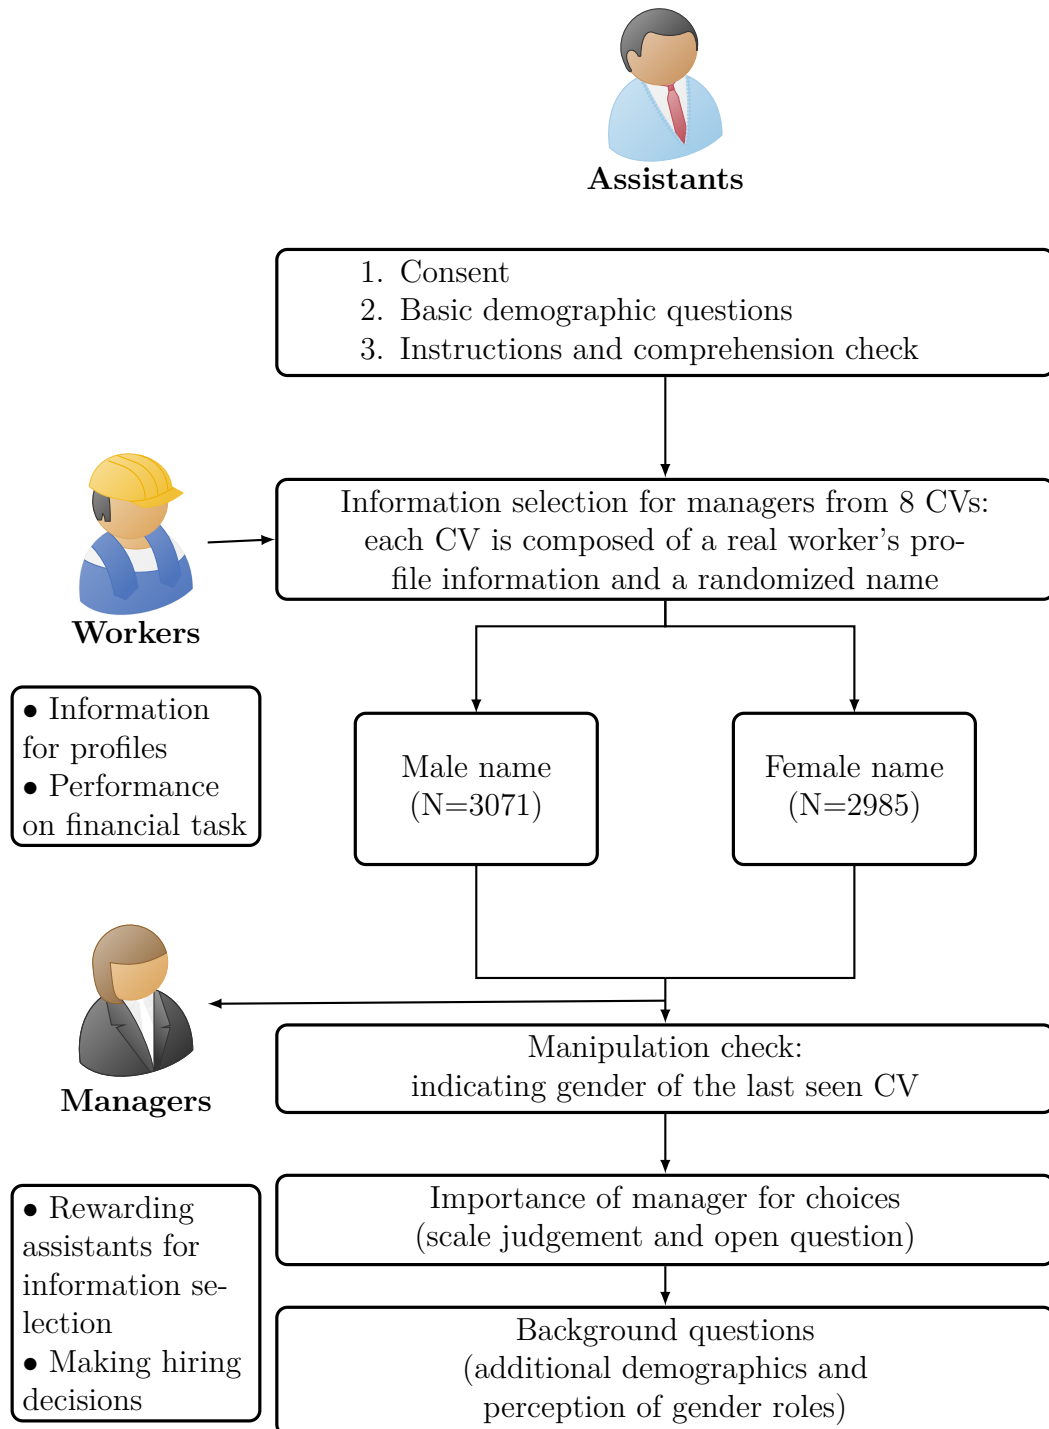 Assistants
1. Consent
2. Basic demographic questions
3. Instructions and comprehension check
Information selection for managers from 8 CVs:
each CV is composed of a real worker's pro-
file information and a randomized name
Workers
• Information
for profiles
• Performance
on financial task
Male name
(N=3071)
Female name
(N=2985)
Managers
Manipulation check:
indicating gender of the last seen CV
• Rewarding
assistants for
information se-
lection
• Making hiring
decisions
Importance of manager for choices
(scale judgement and open question)
Background questions
(additional demographics and
perception of gender roles)